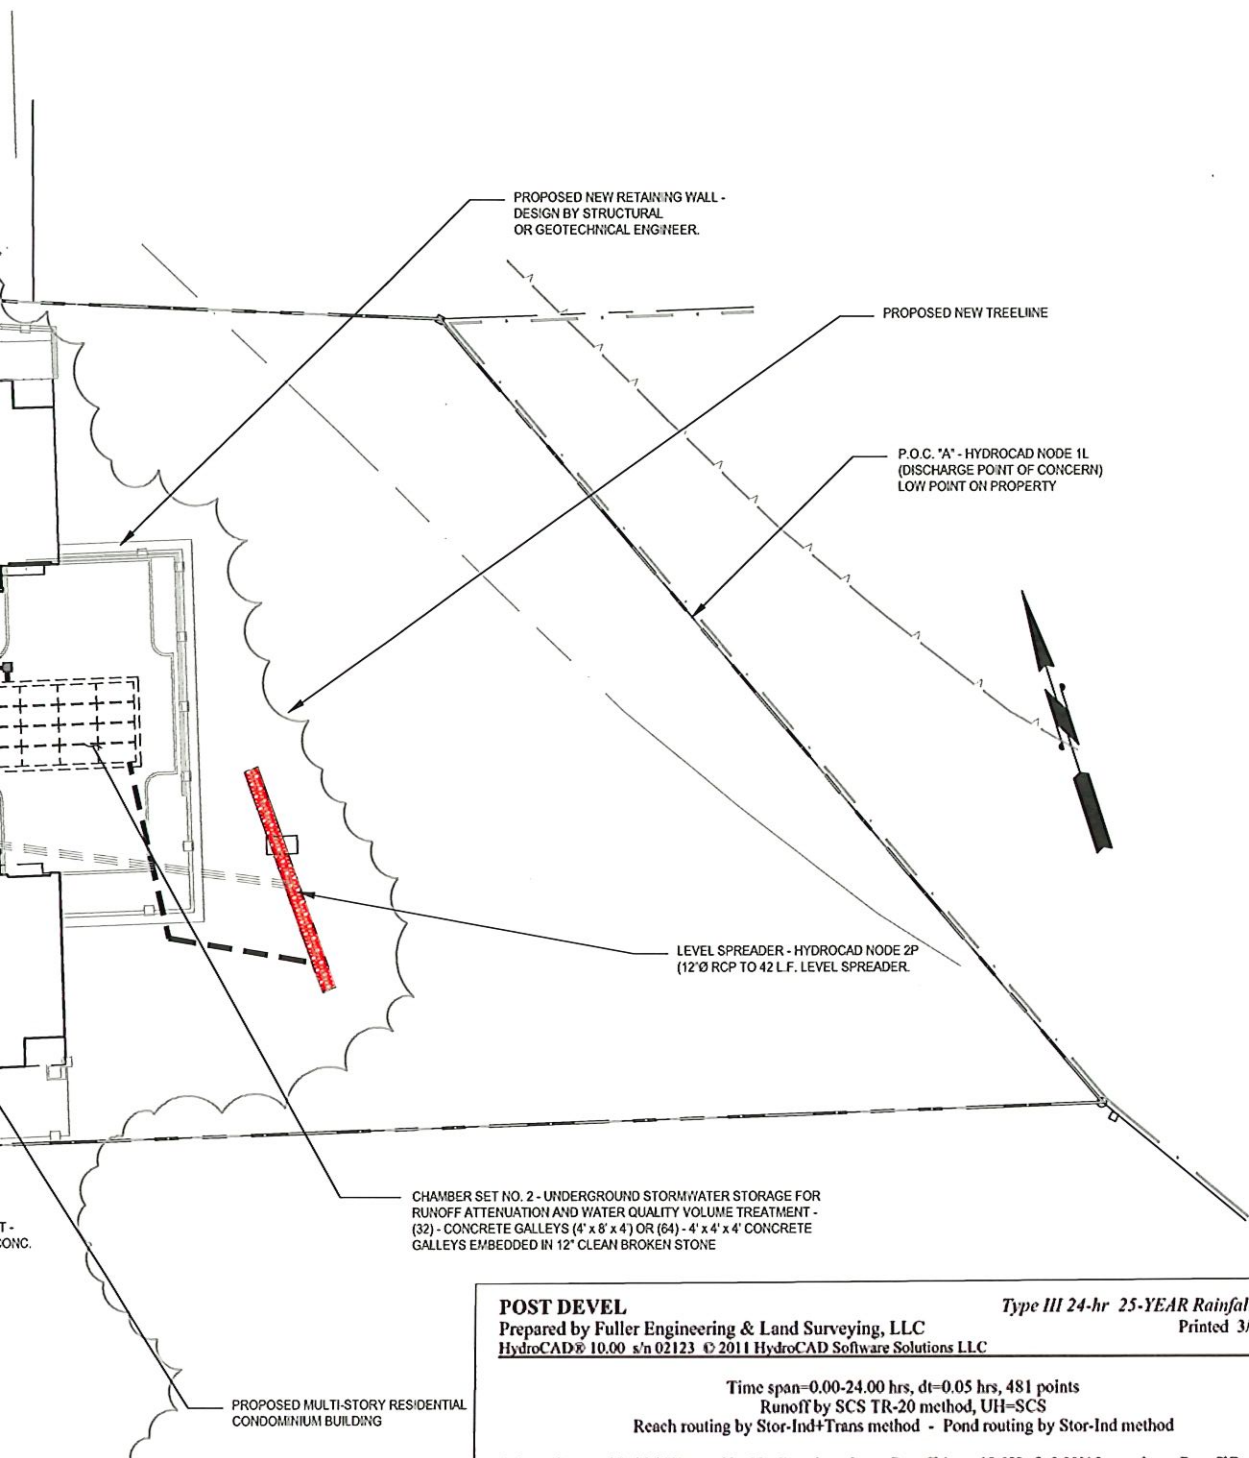 PROPOSED NEW RETAINING WALL -
DESIGN BY STRUCTURAL
OR GEOTECHNICAL ENGINEER.
PROPOSED NEW TREELINE
P.O.C. "A" - HYDROCAD NODE 1L
(DISCHARGE POINT OF CONCERN)
LOW POINT ON PROPERTY
LEVEL SPREADER - HYDROCAD NODE 2P
(12"Ø RCP TO 42 L.F. LEVEL SPREADER.
CHAMBER SET NO. 2 - UNDERGROUND STORMWATER STORAGE FOR
RUNOFF ATTENUATION AND WATER QUALITY VOLUME TREATMENT -
(32) - CONCRETE GALLEYS (4' x 8' x 4') OR (64) - 4' x 4' x 4' CONCRETE
GALLEYS EMBEDDED IN 12" CLEAN BROKEN STONE
T -
CONC.
PROPOSED MULTI-STORY RESIDENTIAL
CONDOMINIUM BUILDING
POST DEVEL
Type III 24-hr 25-YEAR Rainfal
Prepared by Fuller Engineering & Land Surveying, LLC
Printed 3/
HydroCAD® 10.00 s/n 02123 © 2011 HydroCAD Software Solutions LLC
Time span=0.00-24.00 hrs, dt=0.05 hrs, 481 points
Runoff by SCS TR-20 method, UH=SCS
Reach routing by Stor-Ind+Trans method - Pond routing by Stor-Ind method